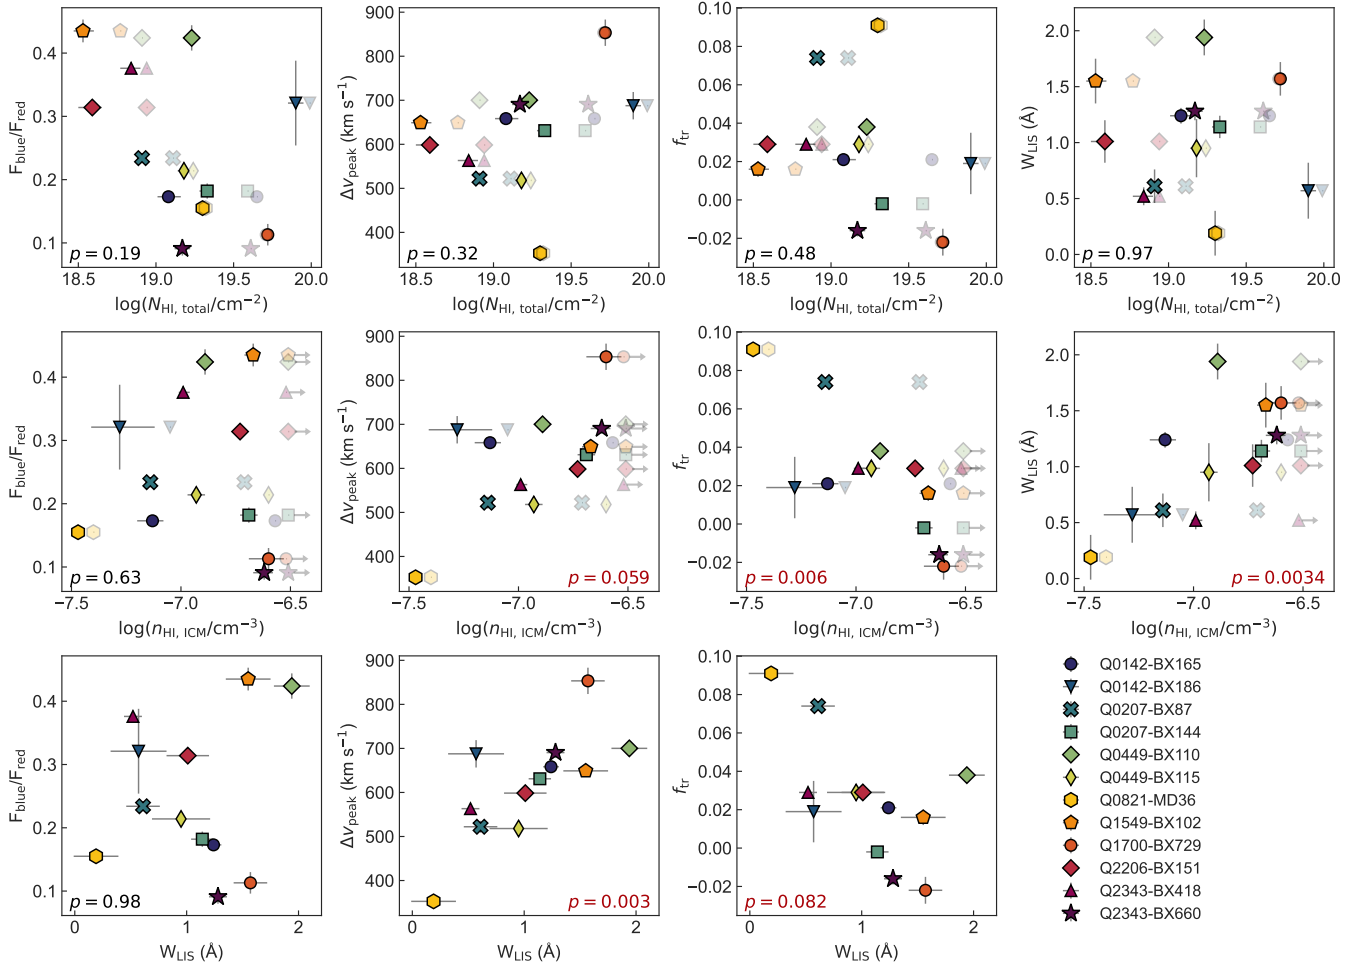 F_blue/F_red
0.4
0.3
0.2
0.1
p = 0.19
18.5 19.0 19.5 20.0
log(N_HI, total/cm⁻²)
Δv_peak (km s⁻¹)
900
800
700
600
500
400
p = 0.32
18.5 19.0 19.5 20.0
log(N_HI, total/cm⁻²)
f_tr
0.10
0.08
0.06
0.04
0.02
0.00
−0.02
p = 0.48
18.5 19.0 19.5 20.0
log(N_HI, total/cm⁻²)
W_LIS (Å)
2.0
1.5
1.0
0.5
0.0
p = 0.97
18.5 19.0 19.5 20.0
log(N_HI, total/cm⁻²)
F_blue/F_red
0.4
0.3
0.2
0.1
p = 0.63
−7.5 −7.0 −6.5
log(n_HI, ICM/cm⁻³)
Δv_peak (km s⁻¹)
900
800
700
600
500
400
p = 0.059
−7.5 −7.0 −6.5
log(n_HI, ICM/cm⁻³)
f_tr
0.10
0.08
0.06
0.04
0.02
0.00
−0.02
p = 0.006
−7.5 −7.0 −6.5
log(n_HI, ICM/cm⁻³)
W_LIS (Å)
2.0
1.5
1.0
0.5
0.0
p = 0.0034
−7.5 −7.0 −6.5
log(n_HI, ICM/cm⁻³)
F_blue/F_red
0.4
0.3
0.2
0.1
p = 0.98
0 1 2
W_LIS (Å)
Δv_peak (km s⁻¹)
900
800
700
600
500
400
p = 0.003
0 1 2
W_LIS (Å)
f_tr
0.10
0.08
0.06
0.04
0.02
0.00
−0.02
p = 0.082
0 1 2
W_LIS (Å)
Q0142-BX165
Q0142-BX186
Q0207-BX87
Q0207-BX144
Q0449-BX110
Q0449-BX115
Q0821-MD36
Q1549-BX102
Q1700-BX729
Q2206-BX151
Q2343-BX418
Q2343-BX660